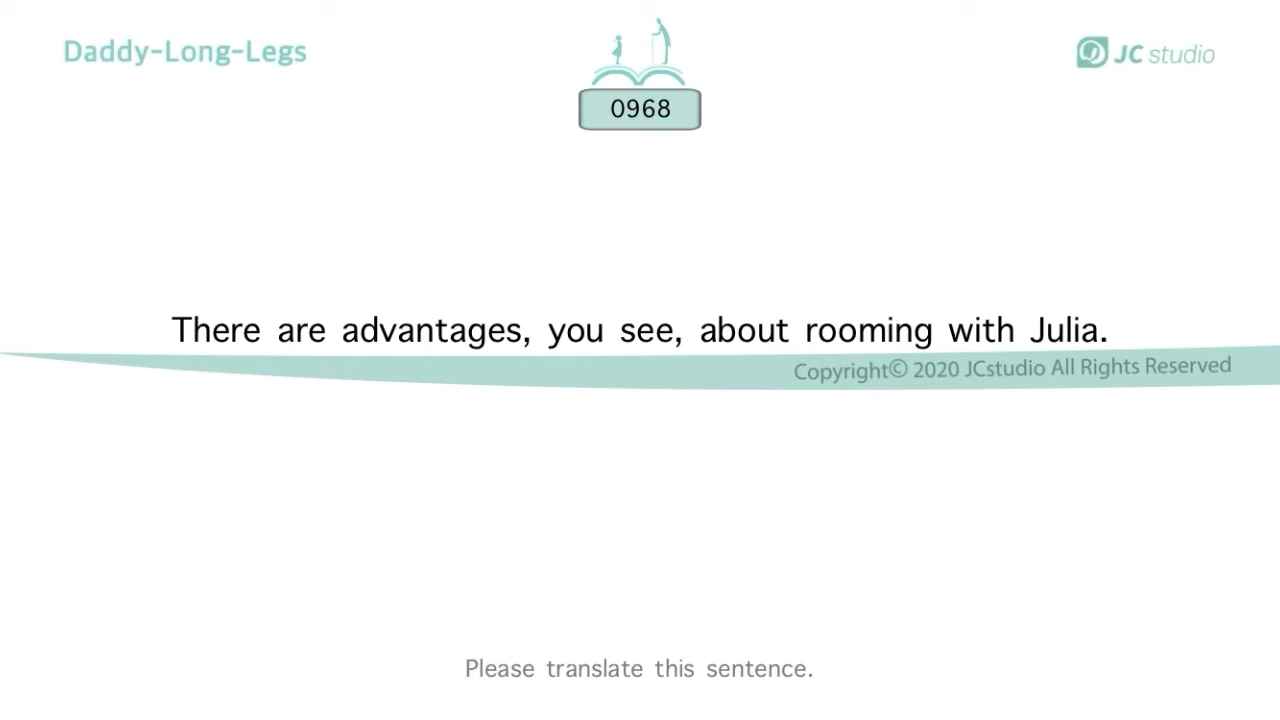 Daddy-Long-Legs
JC studio
0968
There are advantages, you see, about rooming with Julia.
Copyright© 2020 JCstudio All Rights Reserved
Please translate this sentence.